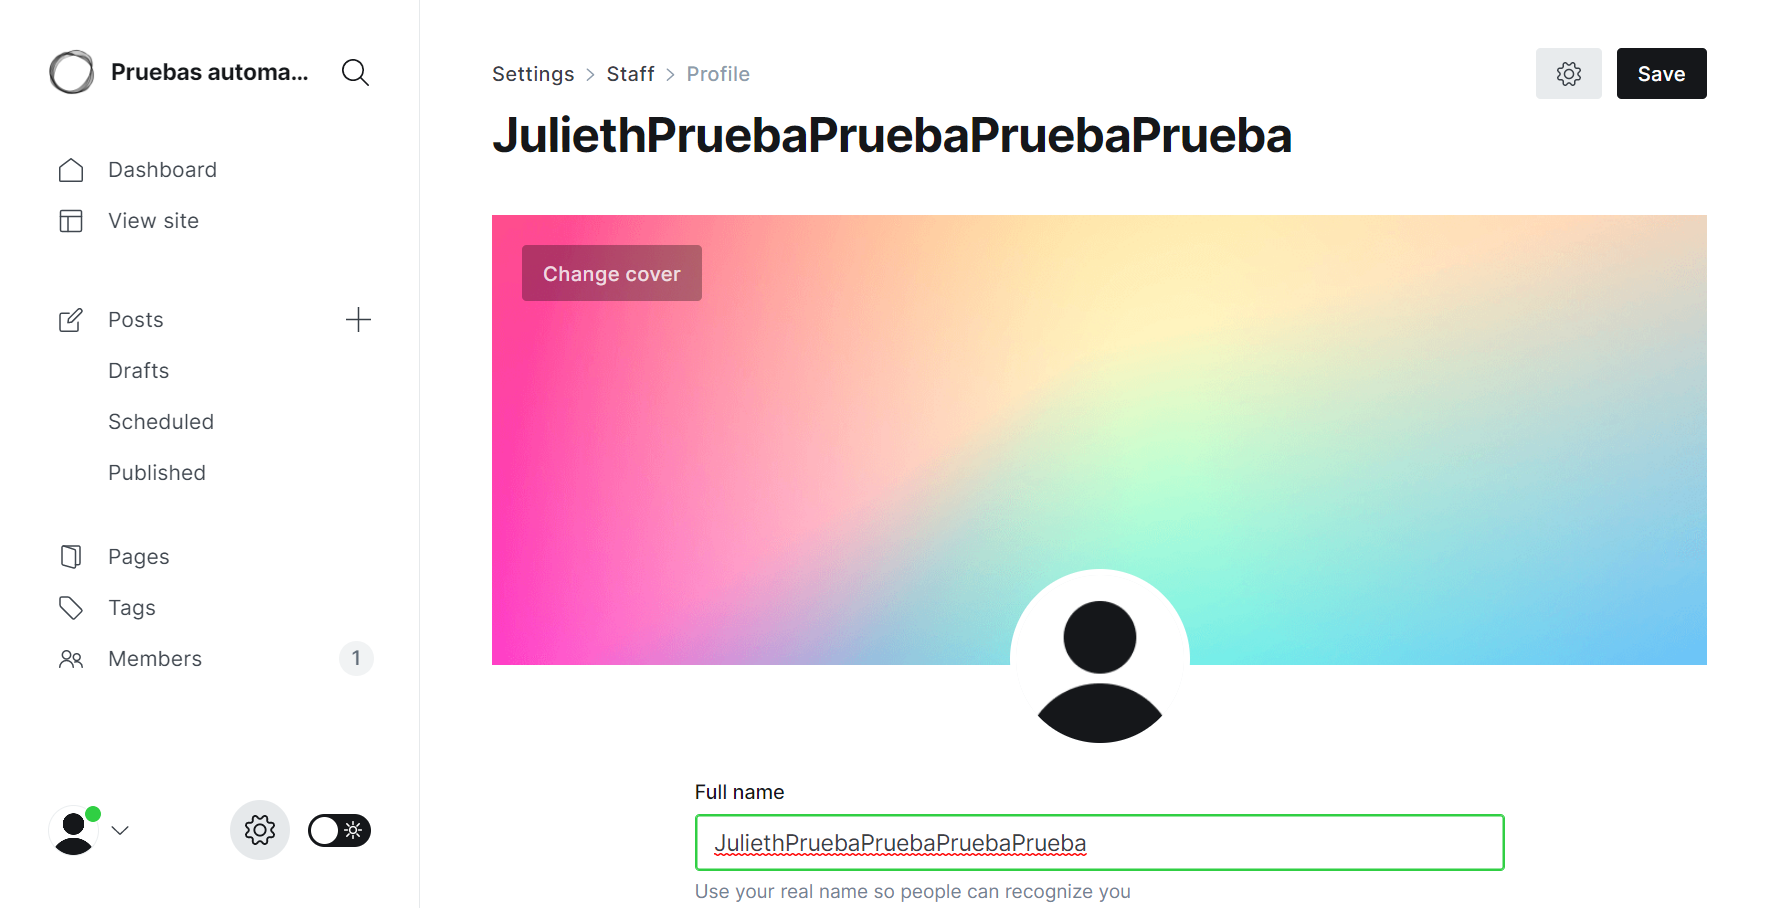 Pruebas automa...
Dashboard
View site
Posts
Drafts
Scheduled
Published
Pages
Tags
Members
1
Settings > Staff > Profile
Save
JuliethPruebaPruebaPruebaPrueba
Change cover
Full name
JuliethPruebaPruebaPruebaPrueba
Use your real name so people can recognize you